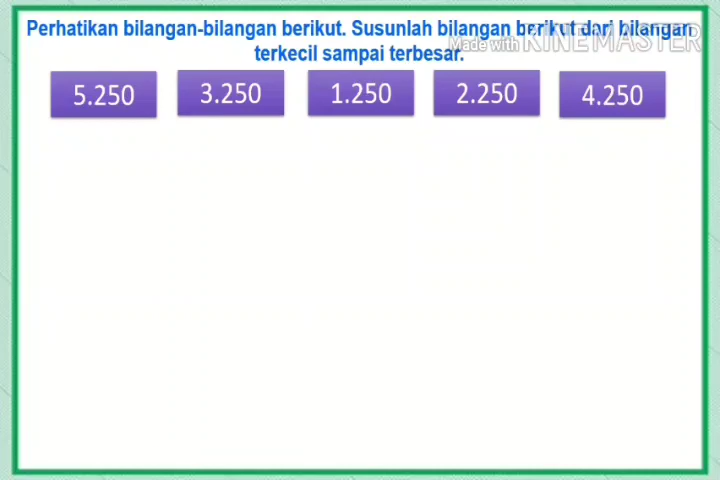 Perhatikan bilangan-bilangan berikut. Susunlah bilangan berikut dari bilangan
terkecil sampai terbesar.
Made with KINEMASTER
5.250 3.250 1.250 2.250 4.250